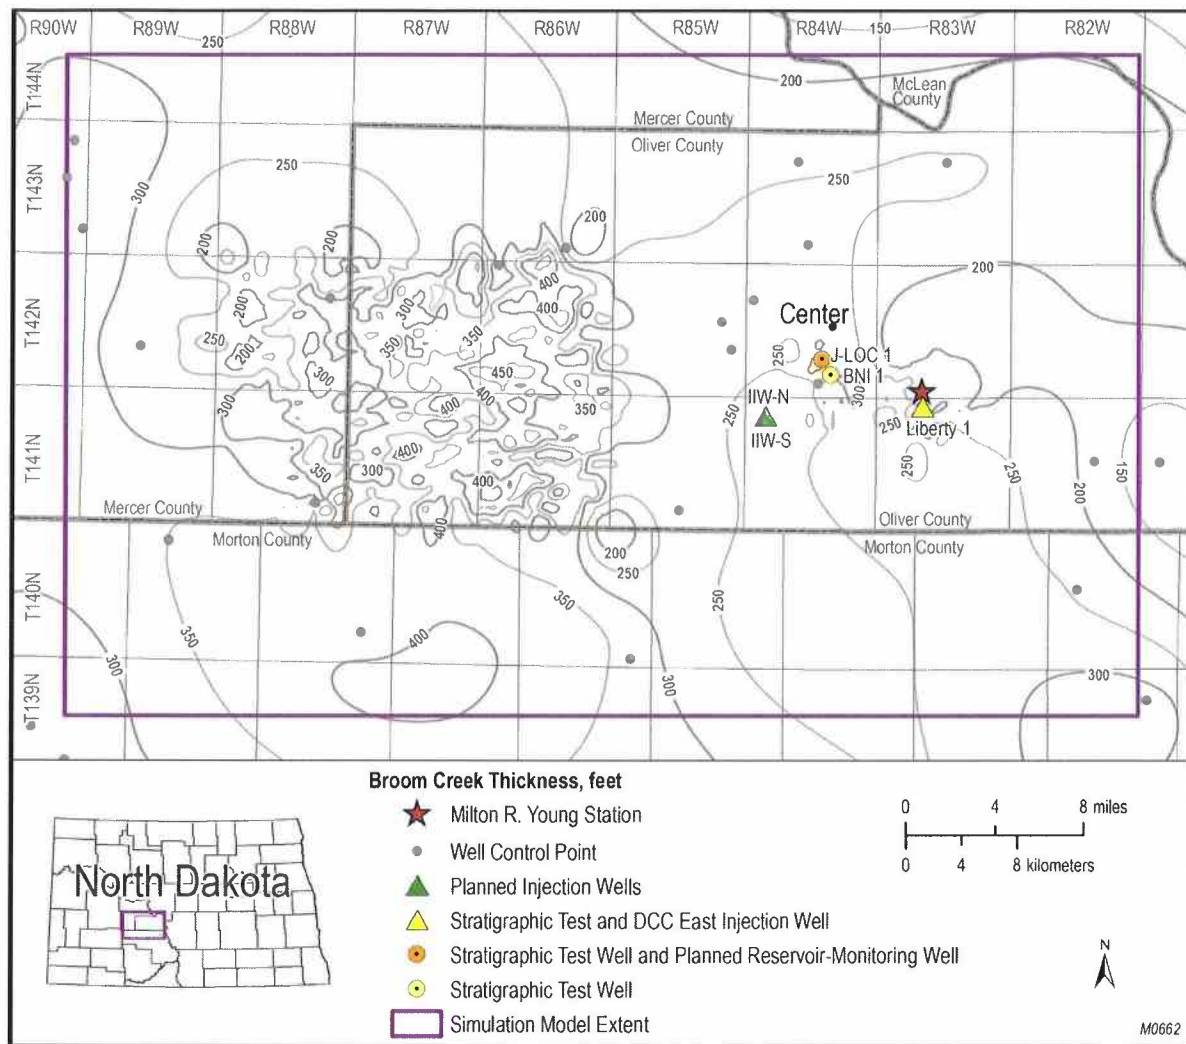 R90W R89W R88W R87W R86W R85W R84W 150 R83W R82W
250
T144N
200
McLean
County
Mercer County
Oliver County
T143N
250
300
250
200
200
200
200
T142N
400
400
300
350
200
250
200
350
300
450
400
350
300
Center
250
J-LOC 1
BNI 1
300
IIW-N
IIW-S
250
250
Liberty 1
250
250
200
150
T141N
400
350
300
400
400
Mercer County
Morton County
Oliver County
Morton County
200
250
T140N
350
350
400
250
300
300
300
T139N
Broom Creek Thickness, feet
Milton R. Young Station
Well Control Point
Planned Injection Wells
Stratigraphic Test and DCC East Injection Well
Stratigraphic Test Well and Planned Reservoir-Monitoring Well
Stratigraphic Test Well
Simulation Model Extent
North Dakota
0 4 8 miles
0 4 8 kilometers
N
M0662